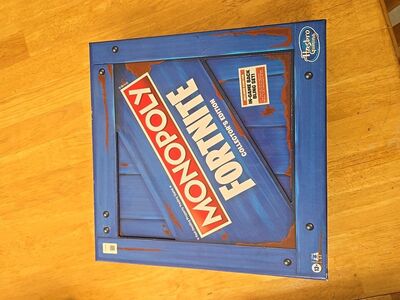 Hasbro
Gaming
IN-GAME BACK
BLING SET!
MONOPOLY
FORTNITE
COLLECTOR'S EDITION